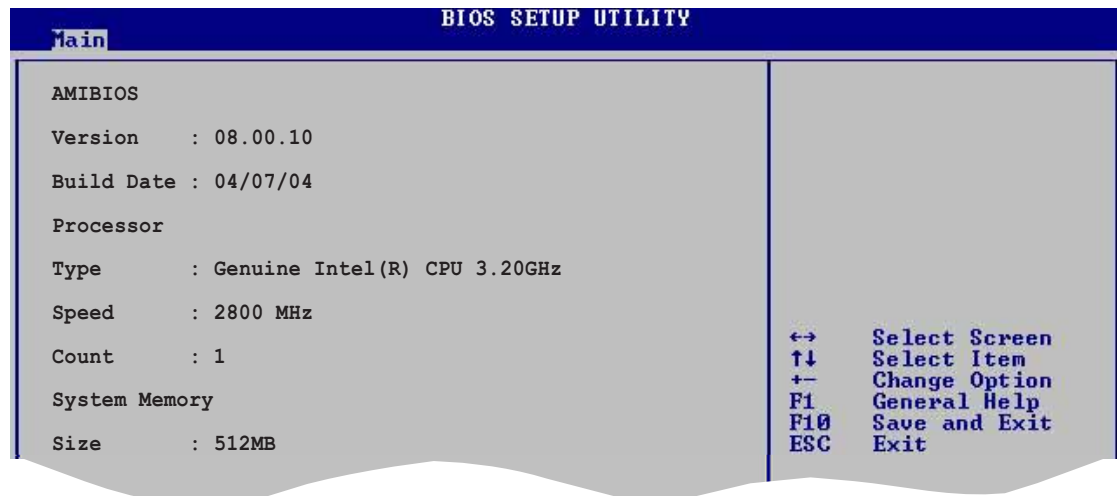 BIOS SETUP UTILITY
Main
AMIBIOS
Version : 08.00.10
Build Date : 04/07/04
Processor
Type : Genuine Intel(R) CPU 3.20GHz
Speed : 2800 MHz
Count : 1
System Memory
Size : 512MB
←→ Select Screen
↑↓ Select Item
+- Change Option
F1 General Help
F10 Save and Exit
ESC Exit